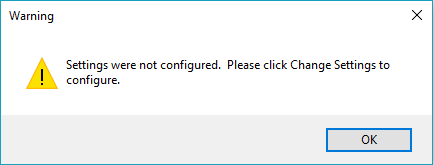 Warning
Settings were not configured.  Please click Change Settings to
configure.
OK